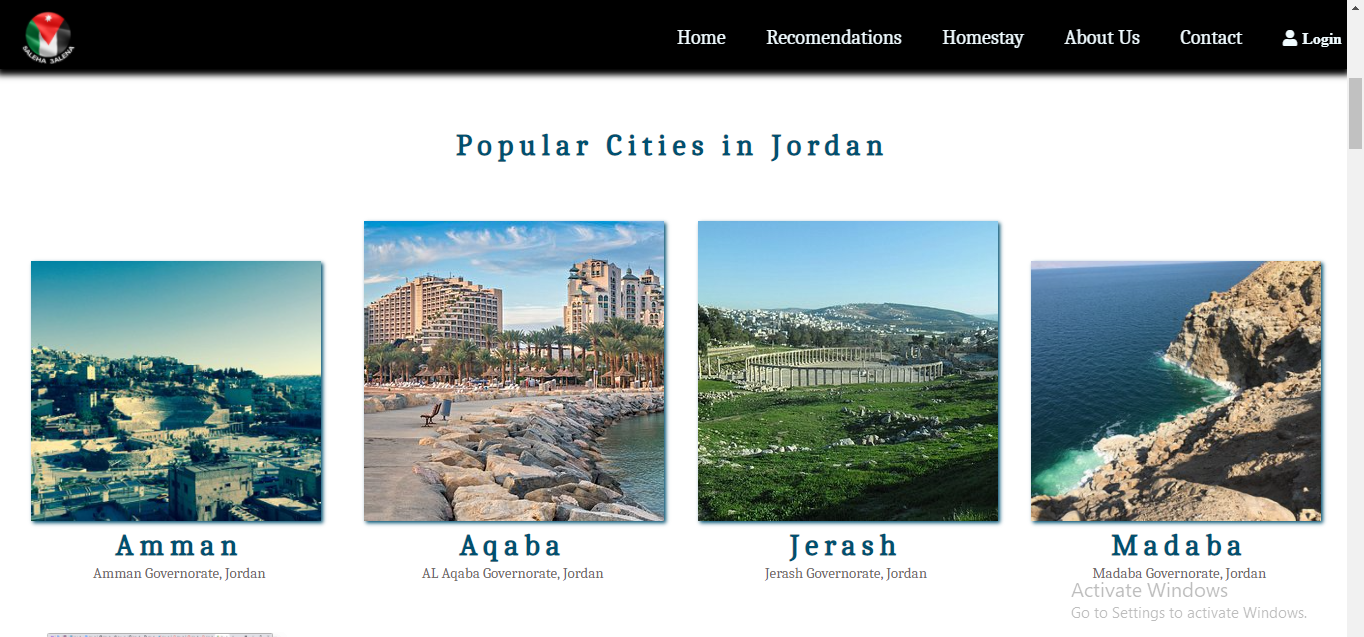 Home Recomendations Homestay About Us Contact Login
SALEHA 3ALENA
Popular Cities in Jordan
Amman Aqaba Jerash Madaba
Amman Governorate, Jordan AL Aqaba Governorate, Jordan Jerash Governorate, Jordan Madaba Governorate, Jordan
Activate Windows
Go to Settings to activate Windows.